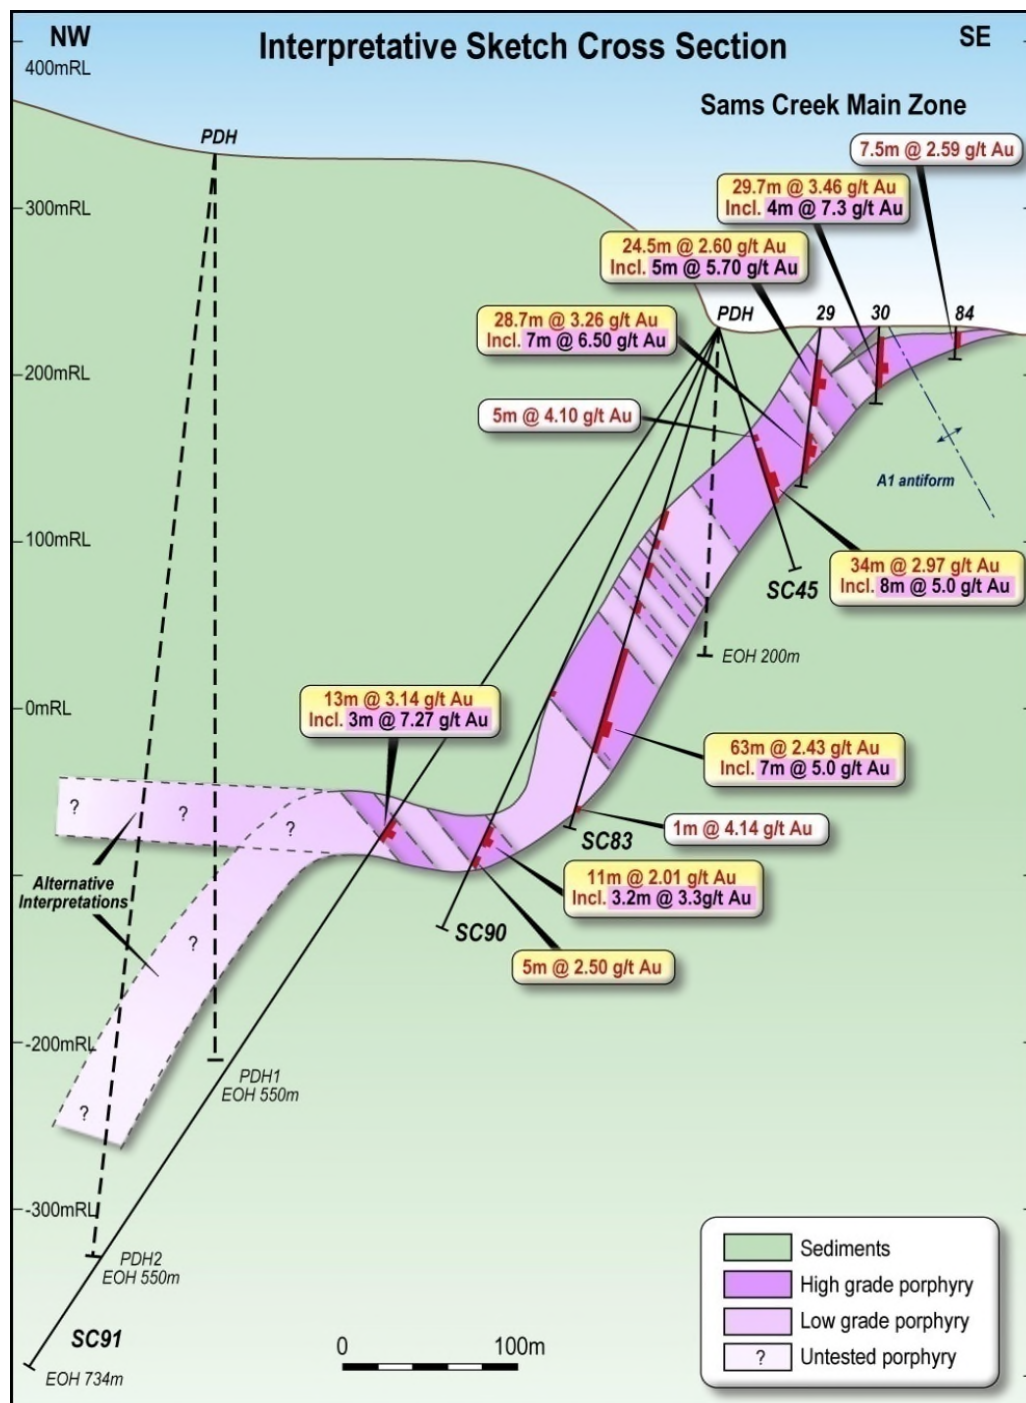 NW
Interpretative Sketch Cross Section
SE
400mRL
Sams Creek Main Zone
PDH
7.5m @ 2.59 g/t Au
29.7m @ 3.46 g/t Au
Incl. 4m @ 7.3 g/t Au
300mRL
24.5m @ 2.60 g/t Au
Incl. 5m @ 5.70 g/t Au
28.7m @ 3.26 g/t Au
Incl. 7m @ 6.50 g/t Au
PDH
29
30
84
200mRL
5m @ 4.10 g/t Au
A1 antiform
100mRL
34m @ 2.97 g/t Au
Incl. 8m @ 5.0 g/t Au
SC45
EOH 200m
0mRL
13m @ 3.14 g/t Au
Incl. 3m @ 7.27 g/t Au
63m @ 2.43 g/t Au
Incl. 7m @ 5.0 g/t Au
?
?
?
1m @ 4.14 g/t Au
SC83
Alternative
Interpretations
11m @ 2.01 g/t Au
Incl. 3.2m @ 3.3g/t Au
SC90
?
5m @ 2.50 g/t Au
-200mRL
PDH1
EOH 550m
?
-300mRL
PDH2
EOH 550m
SC91
EOH 734m
0
100m
Sediments
High grade porphyry
Low grade porphyry
? Untested porphyry